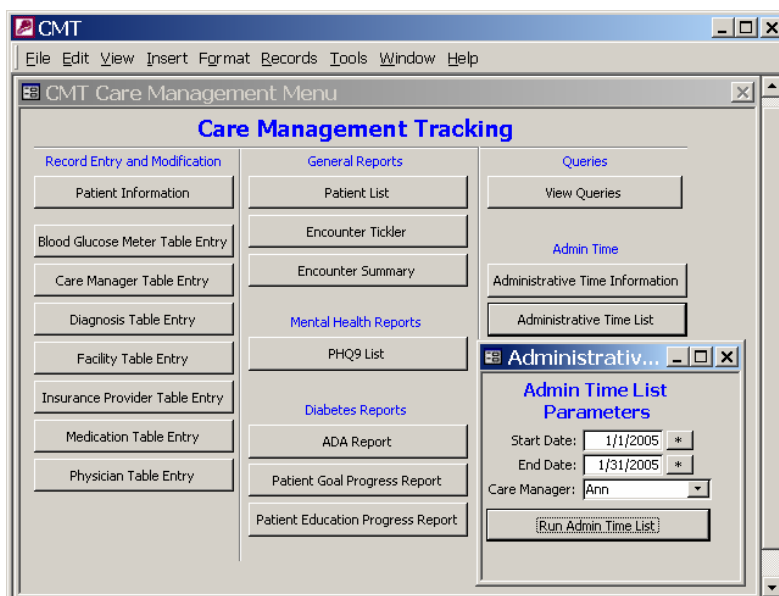 CMT
File Edit View Insert Format Records Tools Window Help
CMT Care Management Menu
Care Management Tracking
Record Entry and Modification
Patient Information
Blood Glucose Meter Table Entry
Care Manager Table Entry
Diagnosis Table Entry
Facility Table Entry
Insurance Provider Table Entry
Medication Table Entry
Physician Table Entry
General Reports
Patient List
Encounter Tickler
Encounter Summary
Mental Health Reports
PHQ9 List
Diabetes Reports
ADA Report
Patient Goal Progress Report
Patient Education Progress Report
Queries
View Queries
Admin Time
Administrative Time Information
Administrative Time List
Administrativ...
Admin Time List
Parameters
Start Date: 1/1/2005 *
End Date: 1/31/2005 *
Care Manager: Ann
Run Admin Time List